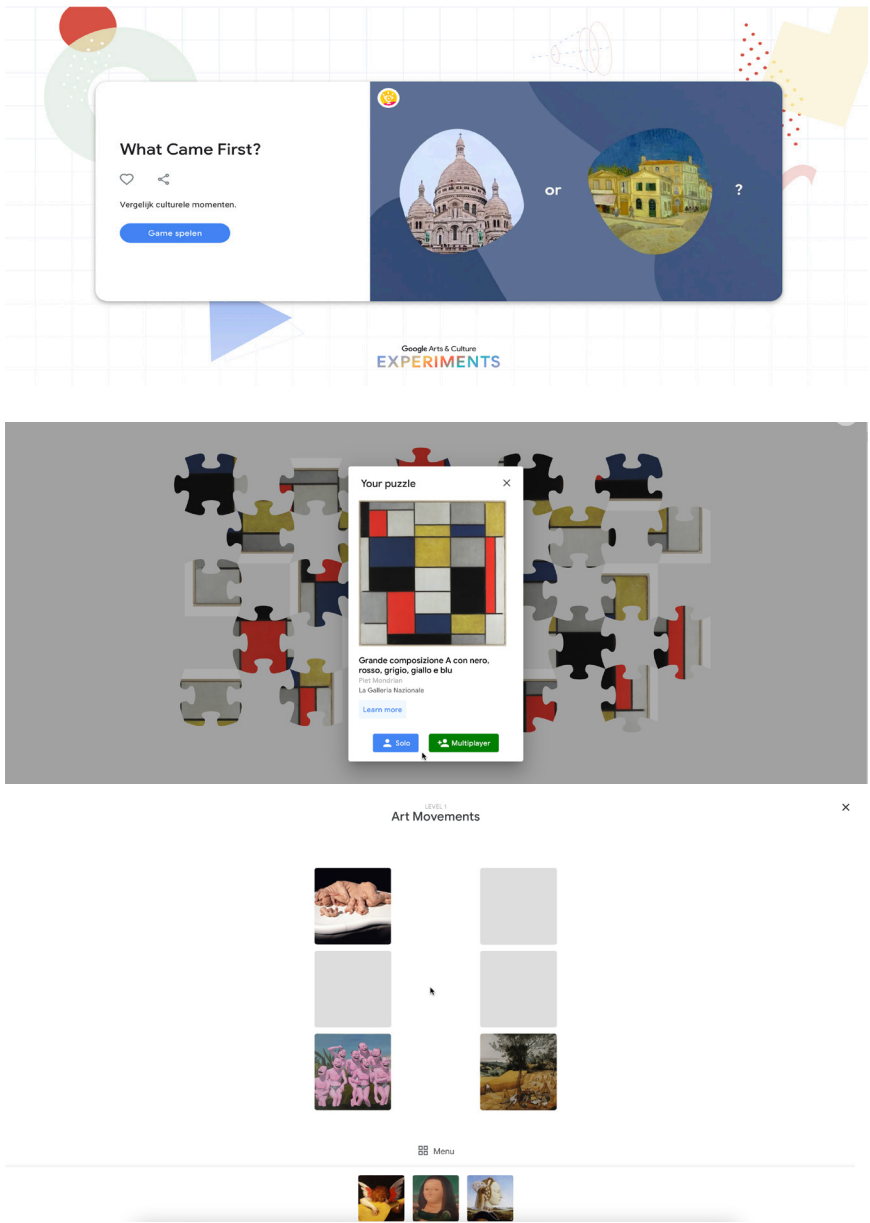 What Came First?
Vergelijk culturele momenten.
Game spelen
or
?
Google Arts & Culture
EXPERIMENTS
Your puzzle
Grande composizione A con nero,
rosso, grigio, giallo e blu
Piet Mondrian
La Galleria Nazionale
Learn more
Solo
Multiplayer
LEVEL 1
Art Movements
Menu